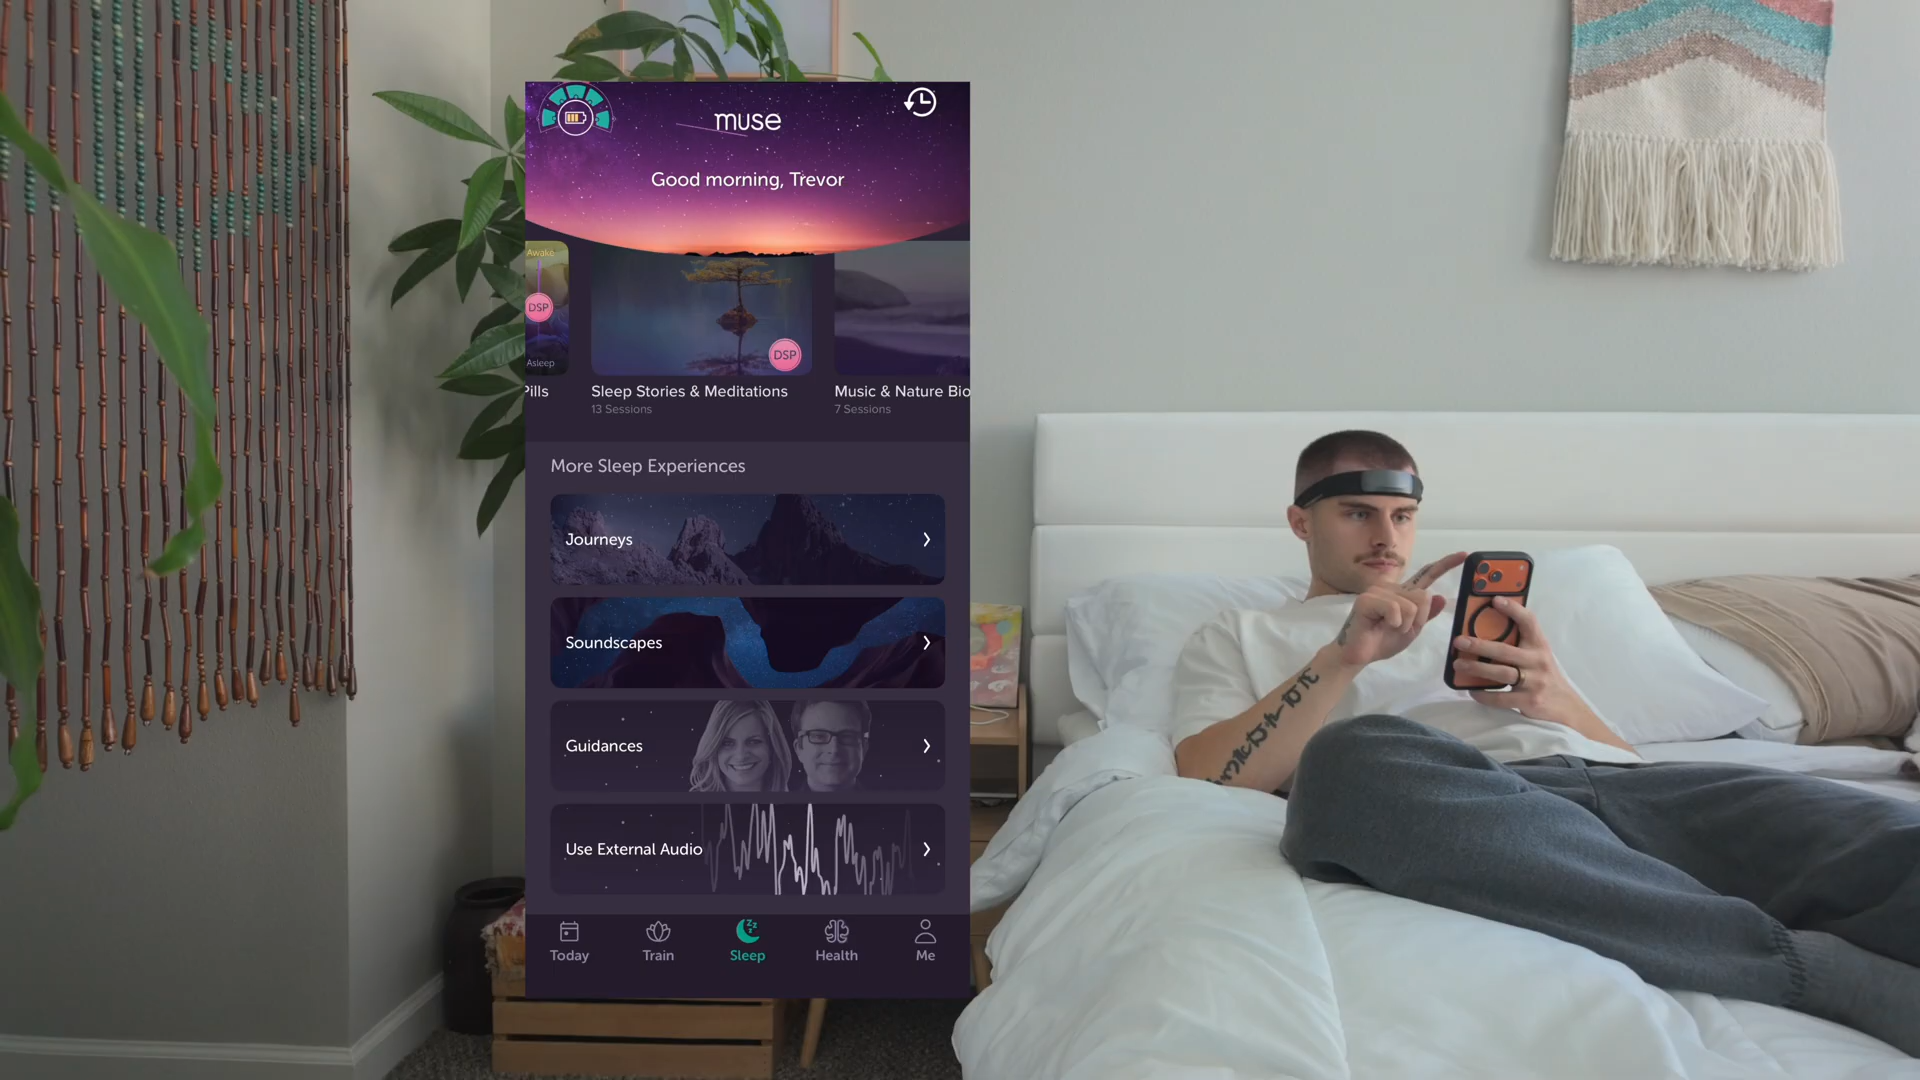 muse
Good morning, Trevor
Awake
DSP
Asleep
Pills
DSP
Sleep Stories & Meditations
13 Sessions
Music & Nature Bio
7 Sessions
More Sleep Experiences
Journeys
Soundscapes
Guidances
Use External Audio
Today
Train
Sleep
Health
Me